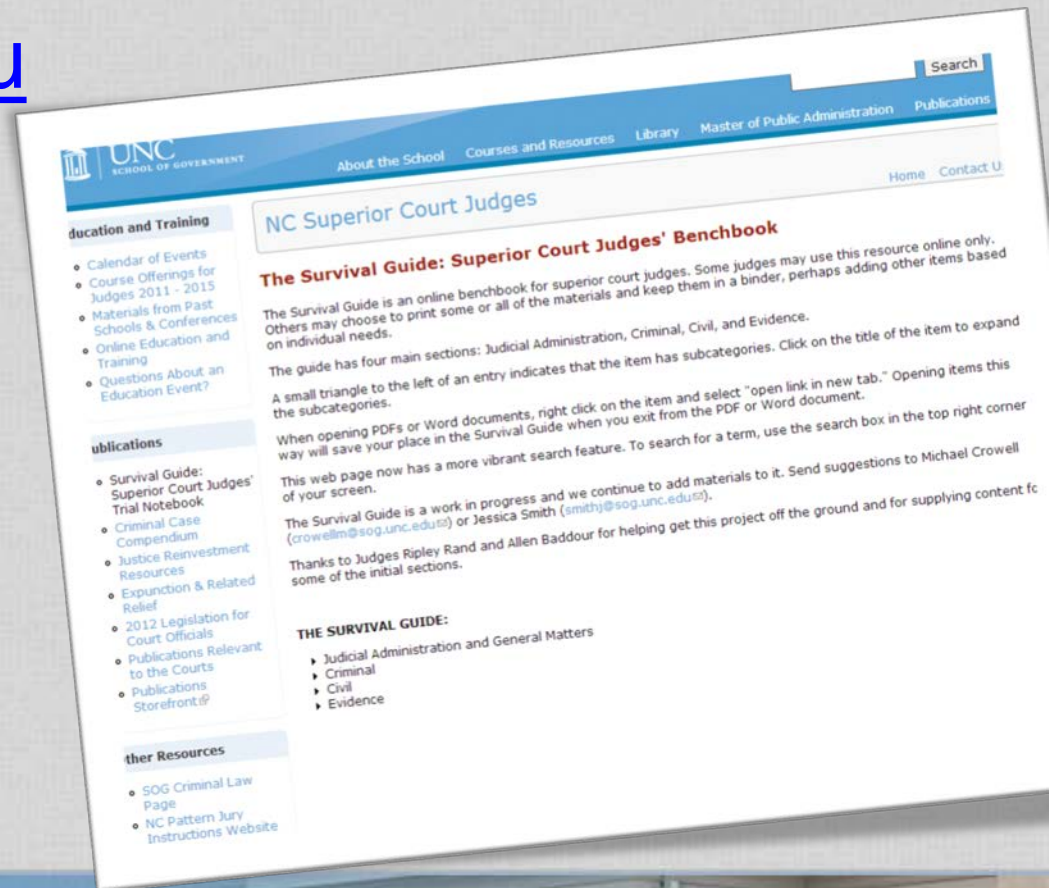 u
Search
UNC
SCHOOL OF GOVERNMENT
About the School Courses and Resources Library Master of Public Administration Publications
Home Contact U
ducation and Training
Calendar of Events
Course Offerings for
Judges 2011 - 2015
Materials from Past
Schools & Conferences
Online Education and
Training
Questions About an
Education Event?
ublications
Survival Guide:
Superior Court Judges'
Trial Notebook
Criminal Case
Compendium
Justice Reinvestment
Resources
Expunction & Related
Relief
2012 Legislation for
Court Officials
Publications Relevant
to the Courts
Publications
Storefront
ther Resources
SOG Criminal Law
Page
NC Pattern Jury
Instructions Website
NC Superior Court Judges
The Survival Guide: Superior Court Judges' Benchbook
The Survival Guide is an online benchbook for superior court judges. Some judges may use this resource online only.
Others may choose to print some or all of the materials and keep them in a binder, perhaps adding other items based
on individual needs.
The guide has four main sections: Judicial Administration, Criminal, Civil, and Evidence.
A small triangle to the left of an entry indicates that the item has subcategories. Click on the title of the item to expand
the subcategories.
When opening PDFs or Word documents, right click on the item and select "open link in new tab." Opening items this
way will save your place in the Survival Guide when you exit from the PDF or Word document.
This web page now has a more vibrant search feature. To search for a term, use the search box in the top right corner
of your screen.
The Survival Guide is a work in progress and we continue to add materials to it. Send suggestions to Michael Crowell
(crowellm@sog.unc.edu) or Jessica Smith (smithj@sog.unc.edu).
Thanks to Judges Ripley Rand and Allen Baddour for helping get this project off the ground and for supplying content fo
some of the initial sections.
THE SURVIVAL GUIDE:
Judicial Administration and General Matters
Criminal
Civil
Evidence